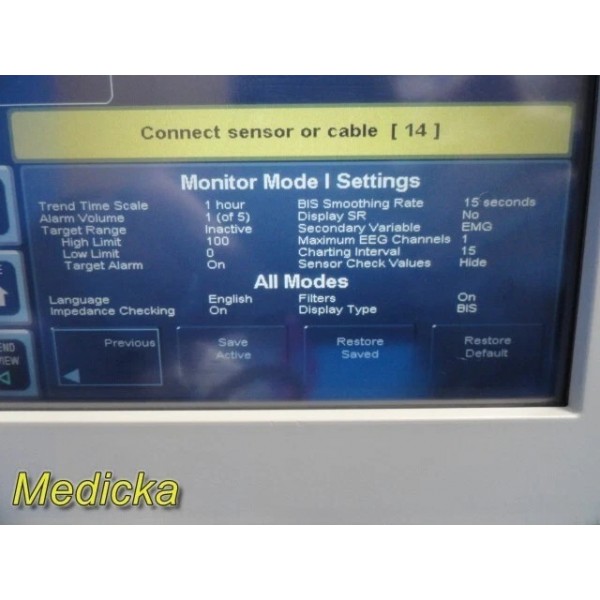 Connect sensor or cable [ 14 ]
Monitor Mode I Settings
Trend Time Scale 1 hour BIS Smoothing Rate 15 seconds
Alarm Volume 1 (of 5) Display SR No
Target Range Inactive Secondary Variable EMG
High Limit 100 Maximum EEG Channels 1
Low Limit 0 Charting Interval 15
Target Alarm On Sensor Check Values Hide
All Modes
Language English Filters On
Impedance Checking On Display Type BIS
Previous Save Active Restore Saved Restore Default
Medicka